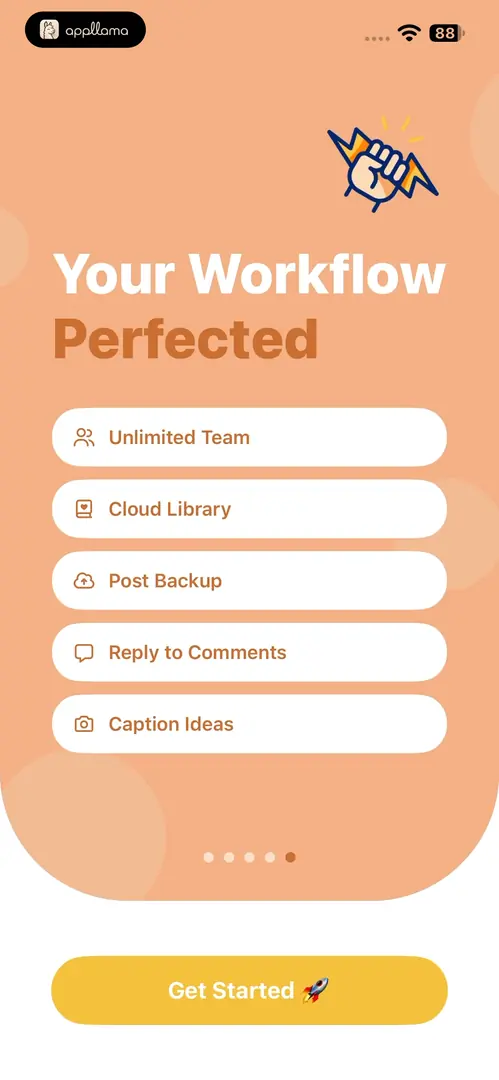 appllama
88
Your Workflow
Perfected
Unlimited Team
Cloud Library
Post Backup
Reply to Comments
Caption Ideas
Get Started 🚀